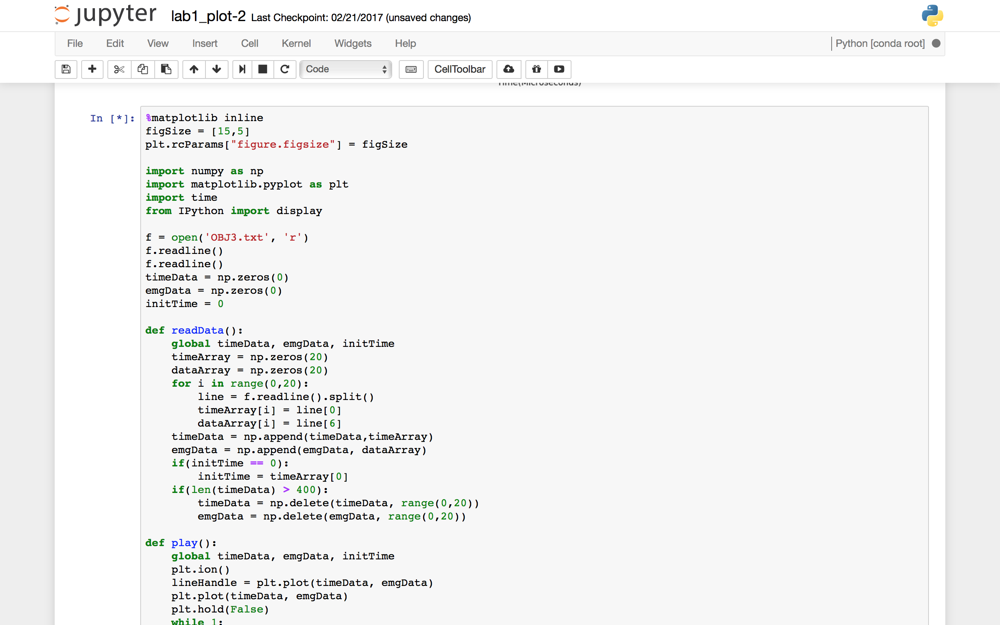 jupyter lab1_plot-2 Last Checkpoint: 02/21/2017 (unsaved changes)
File Edit View Insert Cell Kernel Widgets Help Python [conda root]
Code CellToolbar
Time(Microseconds)
In [*]: %matplotlib inline
figSize = [15,5]
plt.rcParams["figure.figsize"] = figSize
import numpy as np
import matplotlib.pyplot as plt
import time
from IPython import display
f = open('OBJ3.txt', 'r')
f.readline()
f.readline()
timeData = np.zeros(0)
emgData = np.zeros(0)
initTime = 0
def readData():
    global timeData, emgData, initTime
    timeArray = np.zeros(20)
    dataArray = np.zeros(20)
    for i in range(0,20):
        line = f.readline().split()
        timeArray[i] = line[0]
        dataArray[i] = line[6]
    timeData = np.append(timeData,timeArray)
    emgData = np.append(emgData, dataArray)
    if(initTime == 0):
        initTime = timeArray[0]
    if(len(timeData) > 400):
        timeData = np.delete(timeData, range(0,20))
        emgData = np.delete(emgData, range(0,20))
def play():
    global timeData, emgData, initTime
    plt.ion()
    lineHandle = plt.plot(timeData, emgData)
    plt.plot(timeData, emgData)
    plt.hold(False)
    while 1: